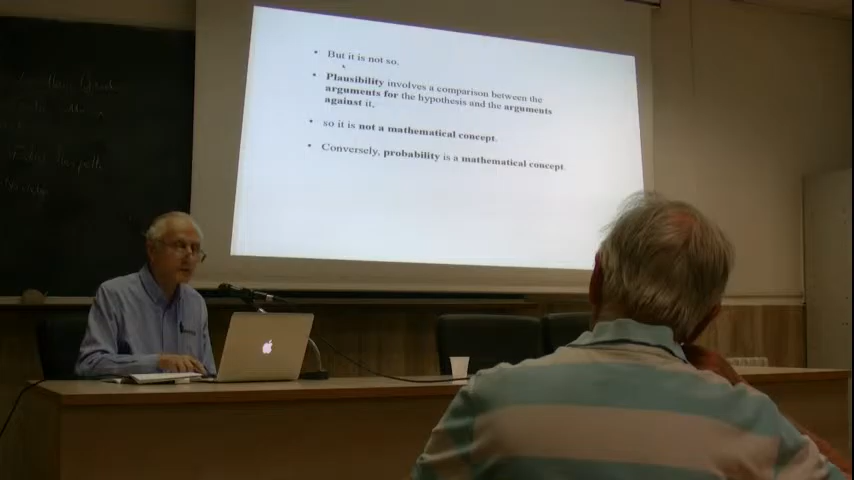 • But it is not so.
• Plausibility involves a comparison between the
arguments for the hypothesis and the arguments
against it,
• so it is not a mathematical concept.
• Conversely, probability is a mathematical concept.